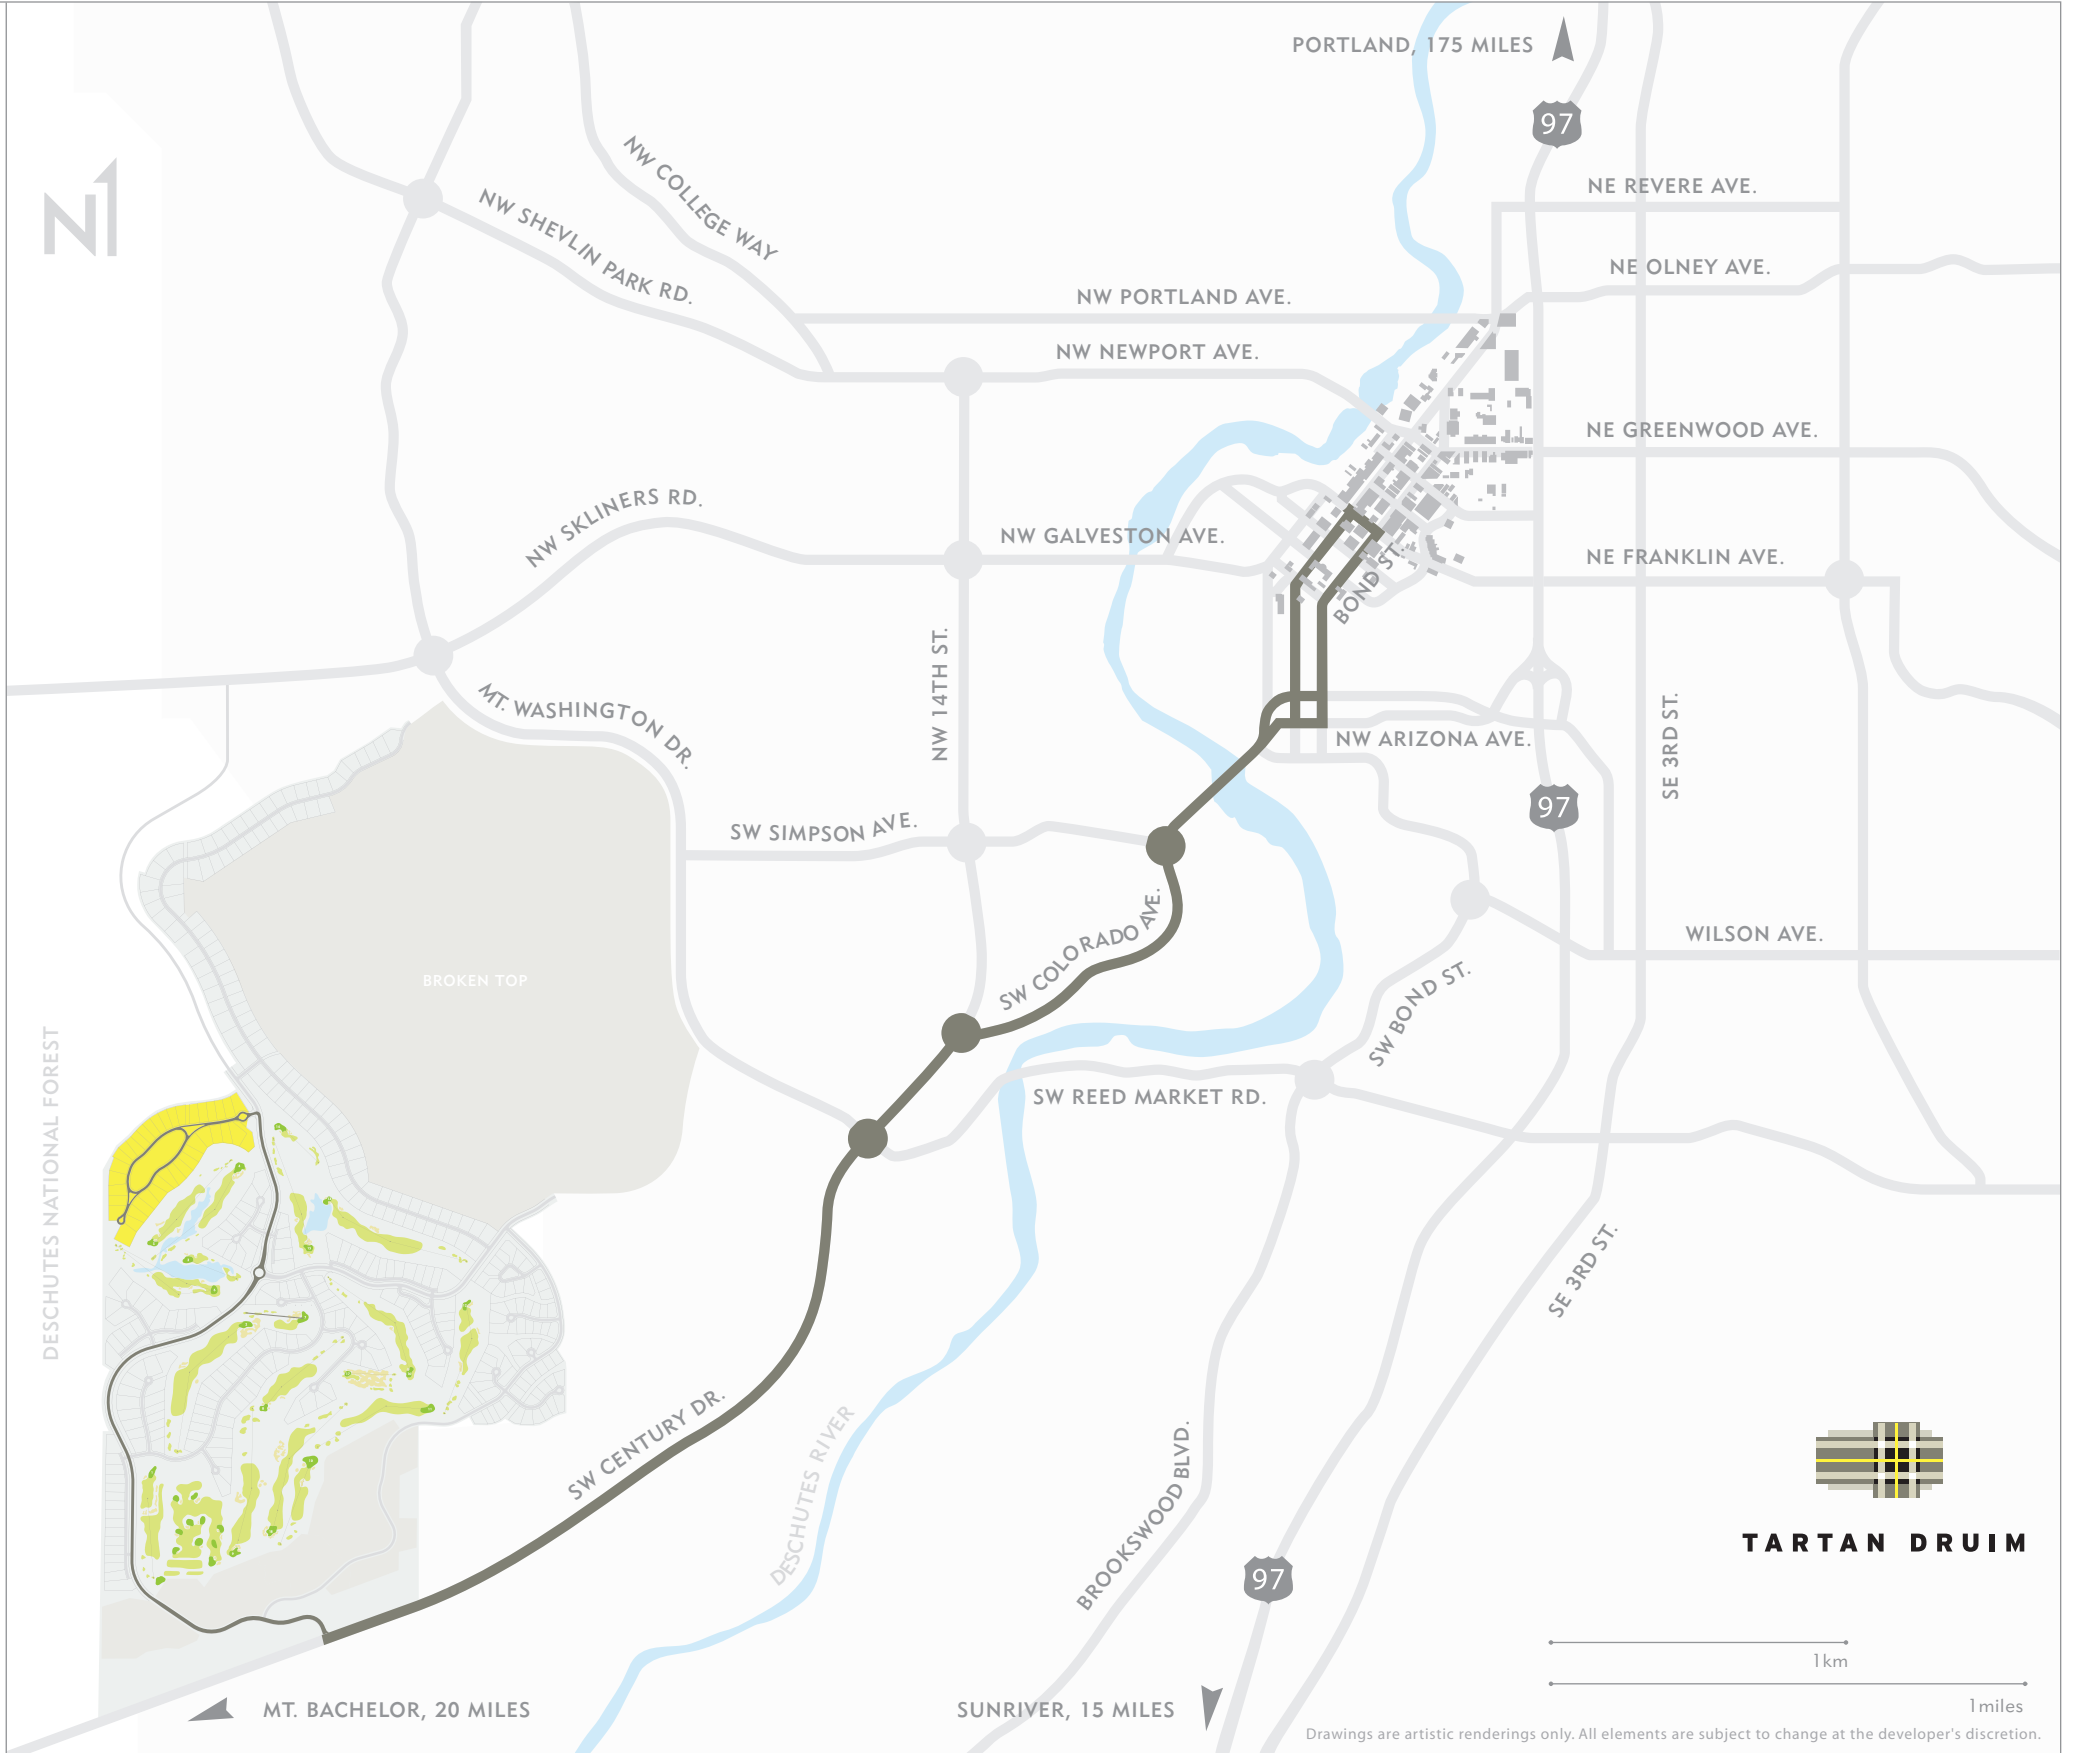 PORTLAND, 175 MILES
97
NE REVERE AVE.
NW COLLEGE WAY
NW SHEVLIN PARK RD.
N
NE OLNEY AVE.
NW PORTLAND AVE.
NW NEWPORT AVE.
NE GREENWOOD AVE.
NW SKLINERS RD.
NW GALVESTON AVE.
NE FRANKLIN AVE.
BOND ST.
MT. WASHINGTON DR.
NW 14TH ST.
NW ARIZONA AVE.
SE 3RD ST.
97
SW SIMPSON AVE.
SW COLORADO AVE.
WILSON AVE.
BROKEN TOP
SW BOND ST.
DESCHUTES NATIONAL FOREST
SW REED MARKET RD.
SE 3RD ST.
SW CENTURY DR.
DESCHUTES RIVER
BROOKSWOOD BLVD.
TARTAN DRUIM
97
1km
MT. BACHELOR, 20 MILES
SUNRIVER, 15 MILES
1miles
Drawings are artistic renderings only. All elements are subject to change at the developer's discretion.